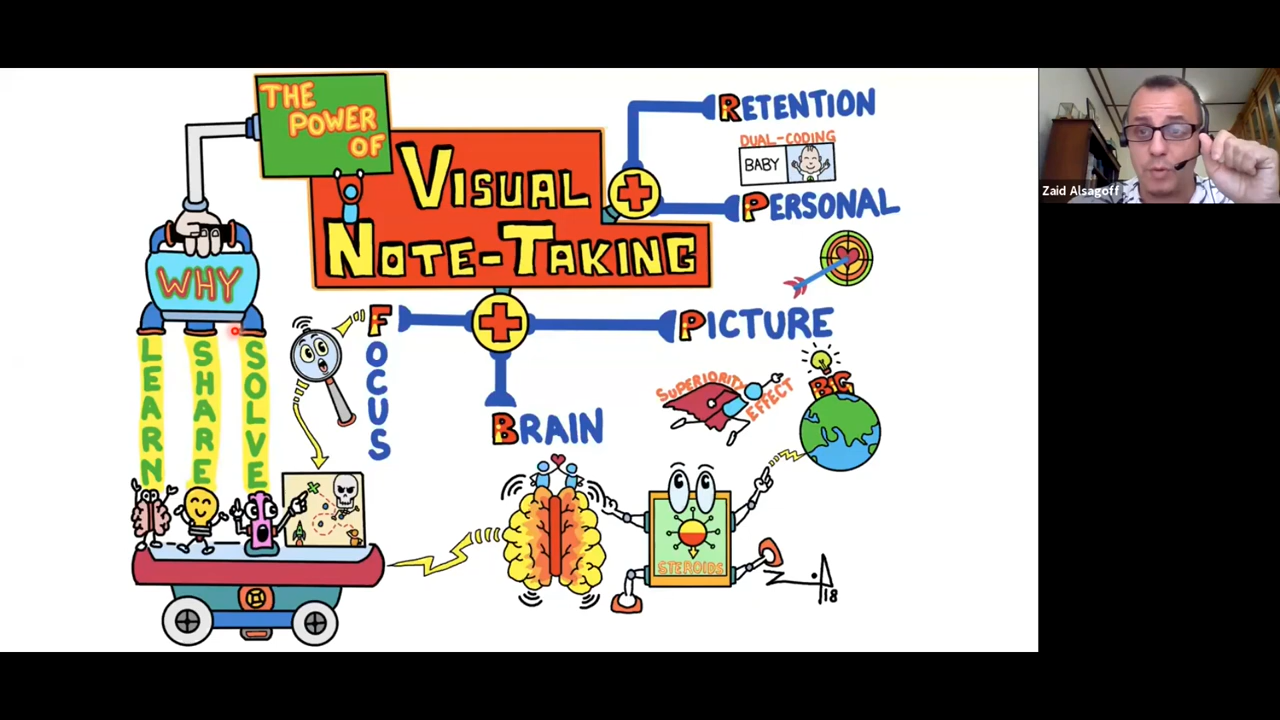 THE
POWER
OF
VISUAL
NOTE-TAKING
RETENTION
DUAL-CODING
BABY
PERSONAL
PICTURE
SUPERIORITY
EFFECT
BIG
FOCUS
BRAIN
STEROIDS
WHY
LEARN
SHARE
SOLVE
18
Zaid Alsagoff